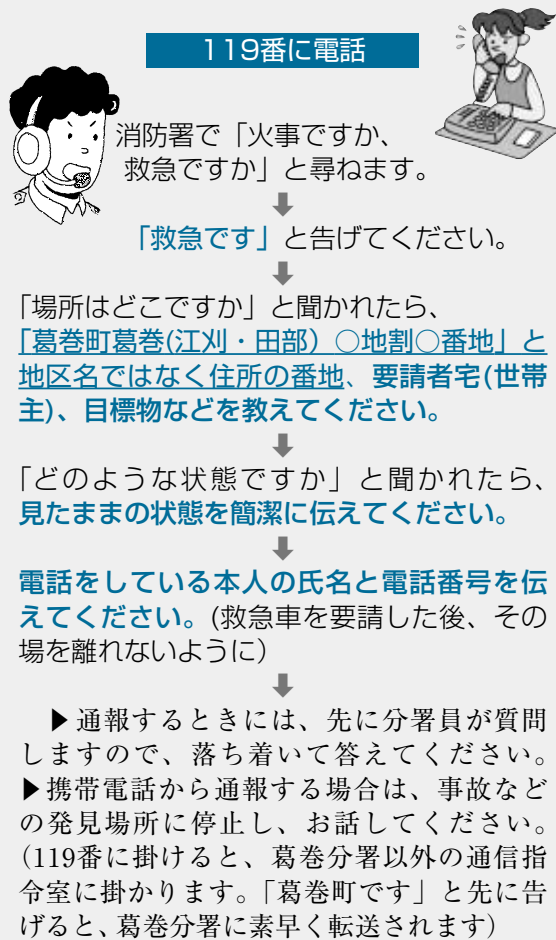 119番に電話
消防署で「火事ですか、
救急ですか」と尋ねます。
⬇
「救急です」と告げてください。
⬇
「場所はどこですか」と聞かれたら、
「葛巻町葛巻(江刈・田部）○地割○番地」と
地区名ではなく住所の番地、要請者宅(世帯
主)、目標物などを教えてください。
⬇
「どのような状態ですか」と聞かれたら、
見たままの状態を簡潔に伝えてください。
⬇
電話をしている本人の氏名と電話番号を伝
えてください。(救急車を要請した後、その
場を離れないように）
⬇
▶通報するときには、先に分署員が質問
しますので、落ち着いて答えてください。
▶携帯電話から通報する場合は、事故など
の発見場所に停止し、お話してください。
（119番に掛けると、葛巻分署以外の通信指
令室に掛かります。「葛巻町です」と先に告
げると、葛巻分署に素早く転送されます）